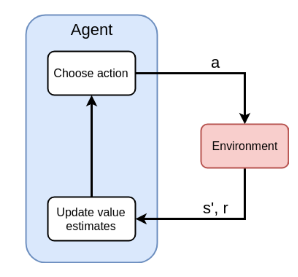 Agent
Choose action
a
Environment
s', r
Update value
estimates